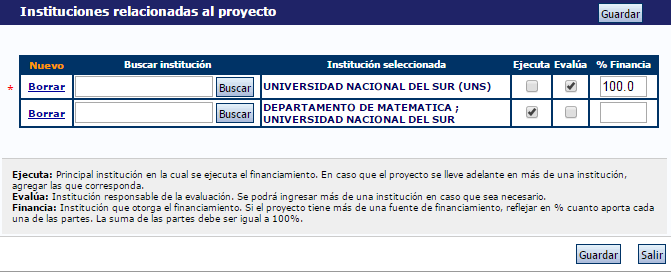 Instituciones relacionadas al proyecto Guardar
Nuevo Buscar institución Institución seleccionada Ejecuta Evalúa % Financia
* Borrar Buscar UNIVERSIDAD NACIONAL DEL SUR (UNS) 100.0
Borrar Buscar DEPARTAMENTO DE MATEMATICA ;
UNIVERSIDAD NACIONAL DEL SUR
Ejecuta: Principal institución en la cual se ejecuta el financiamiento. En caso que el proyecto se lleve adelante en más de una institución,
agregar las que corresponda.
Evalúa: Institución responsable de la evaluación. Se podrá ingresar más de una institución en caso que sea necesario.
Financia: Institución que otorga el financiamiento. Si el proyecto tiene más de una fuente de financiamiento, reflejar en % cuanto aporta cada
una de las partes. La suma de las partes debe ser igual a 100%.
Guardar Salir